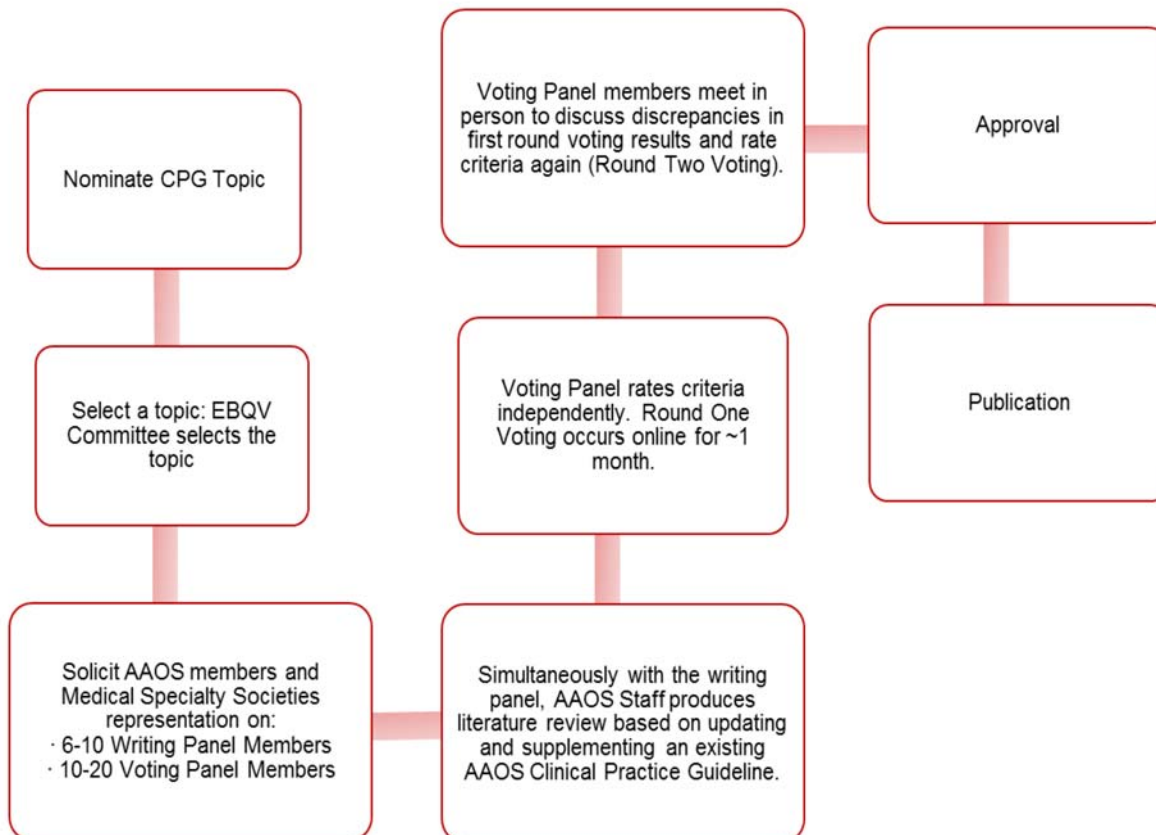 Nominate CPG Topic
Select a topic: EBQV
Committee selects the
topic
Solicit AAOS members and
Medical Specialty Societies
representation on:
· 6-10 Writing Panel Members
· 10-20 Voting Panel Members
Simultaneously with the writing
panel, AAOS Staff produces
literature review based on updating
and supplementing an existing
AAOS Clinical Practice Guideline.
Voting Panel rates criteria
independently. Round One
Voting occurs online for ~1
month.
Voting Panel members meet in
person to discuss discrepancies in
first round voting results and rate
criteria again (Round Two Voting).
Approval
Publication